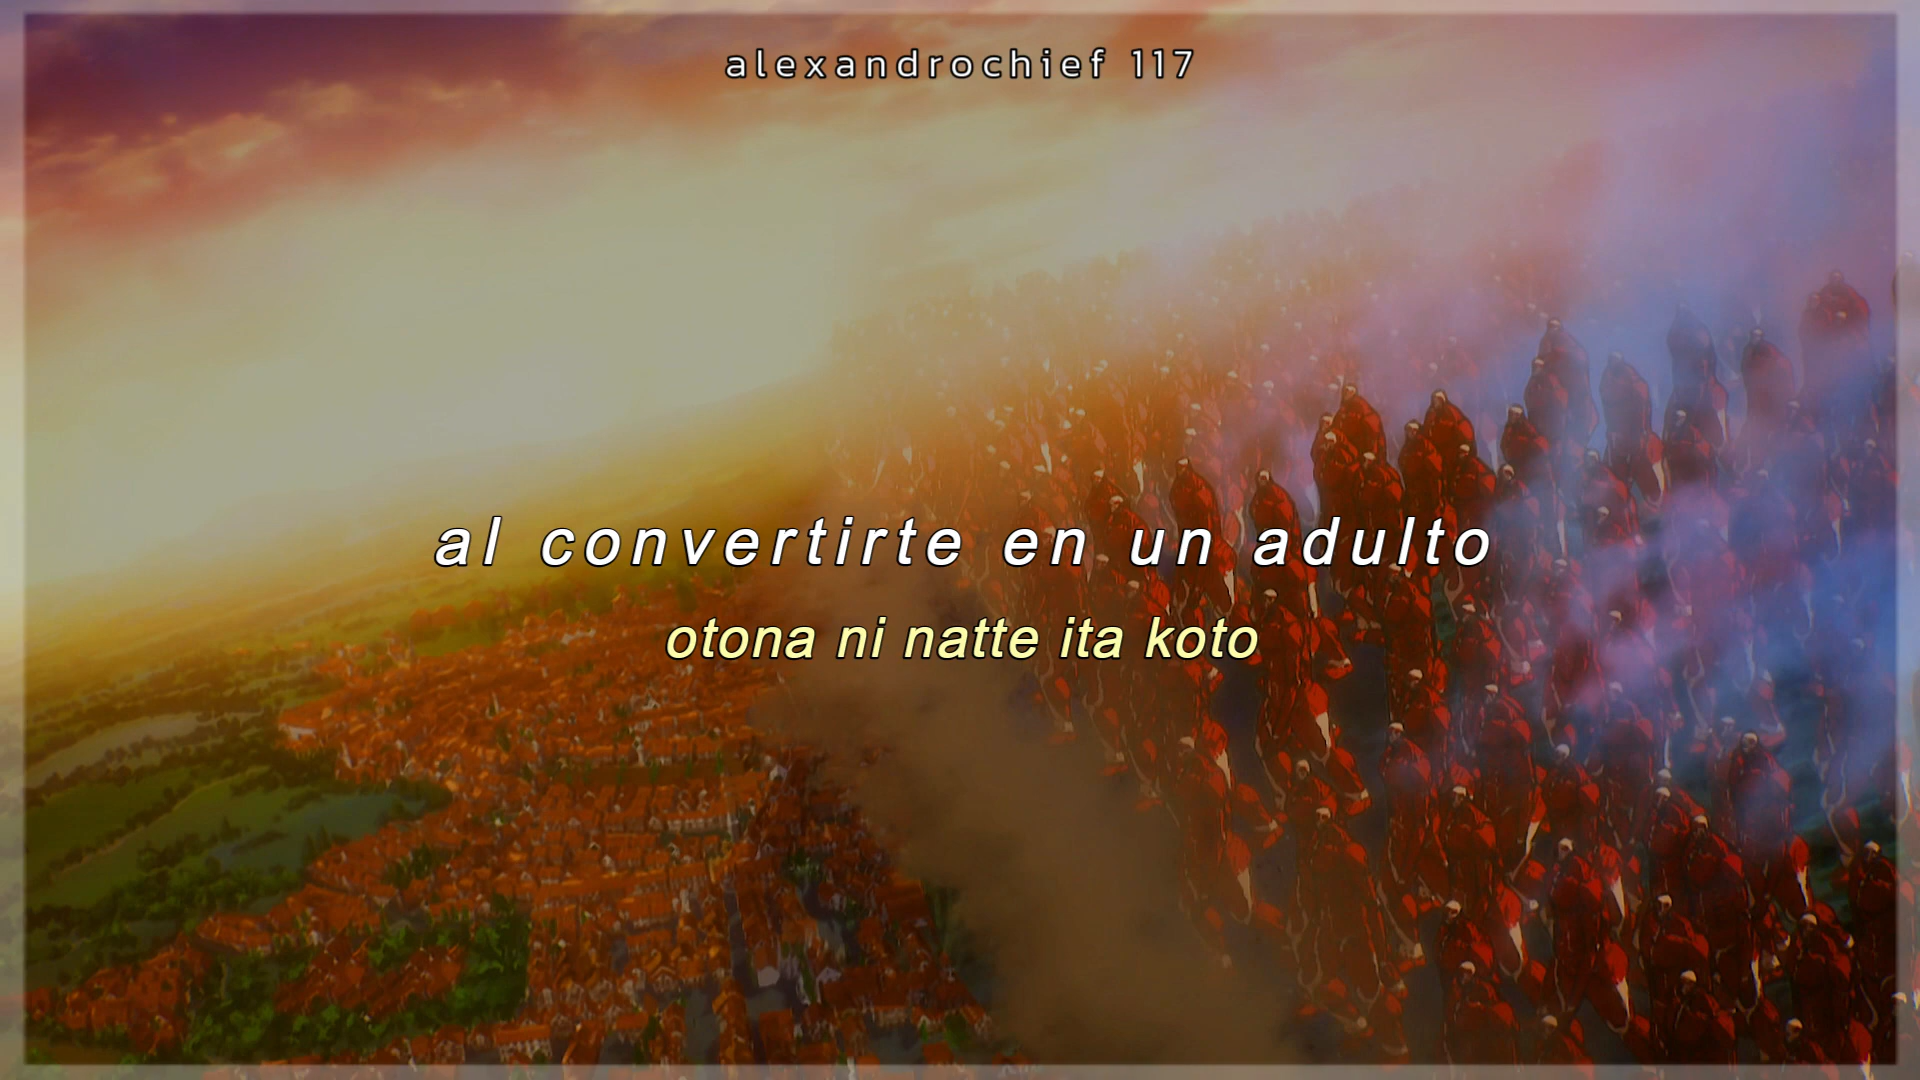 alexandrochief 117
al convertirte en un adulto
otona ni natte ita koto